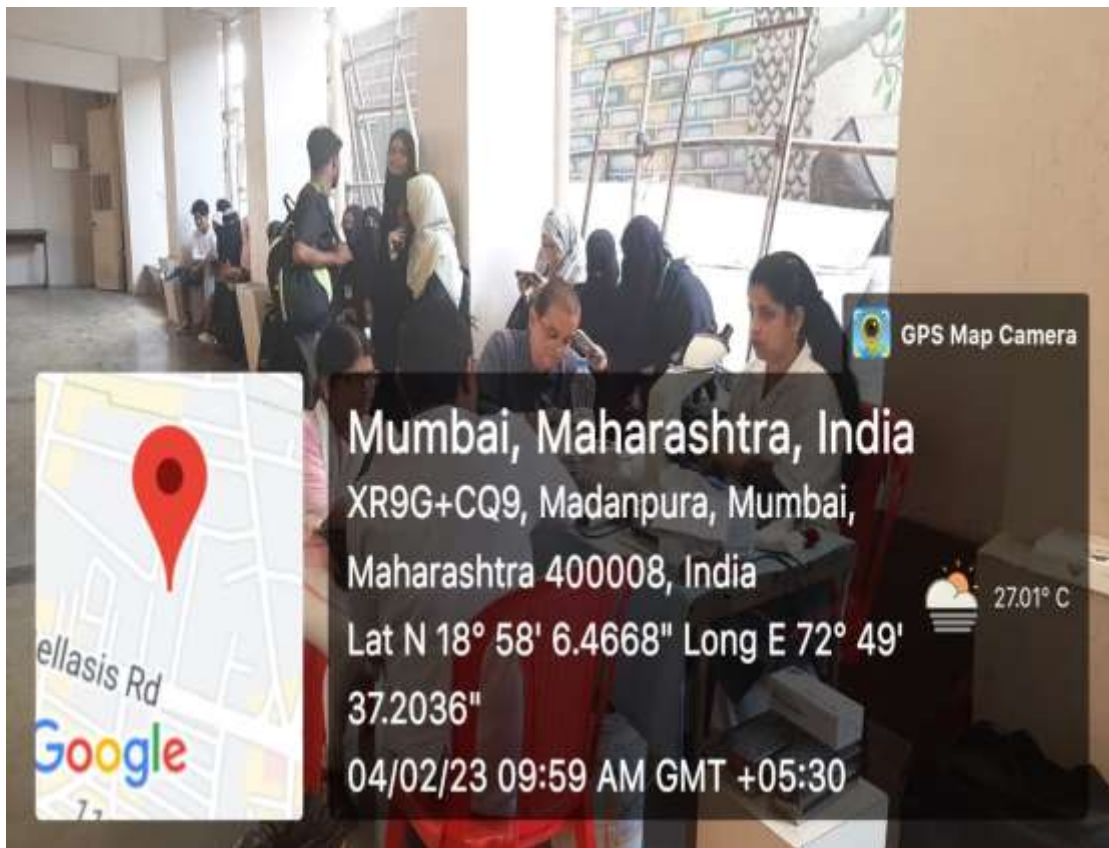 GPS Map Camera
Mumbai, Maharashtra, India
XR9G+CQ9, Madanpura, Mumbai,
Maharashtra 400008, India
Lat N 18° 58' 6.4668" Long E 72° 49'
37.2036"
04/02/23 09:59 AM GMT +05:30
27.01° C
ellasis Rd
Google